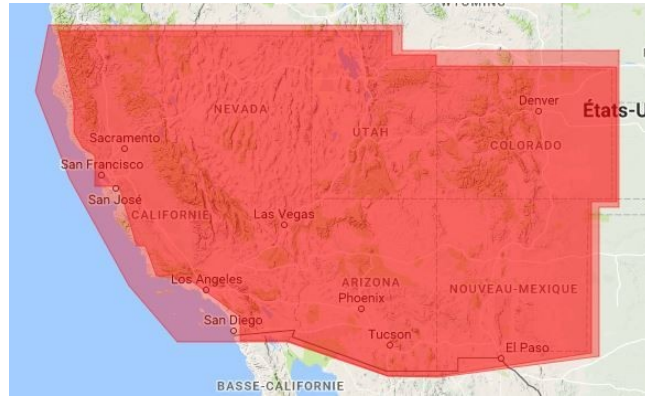 WYOMING
NEVADA
Denver
États-U
UTAH
Sacramento
COLORADO
San Francisco
San José
CALIFORNIE
Las Vegas
Los Angeles
ARIZONA
NOUVEAU-MEXIQUE
Phoenix
San Diego
Tucson
El Paso
BASSE-CALIFORNIE